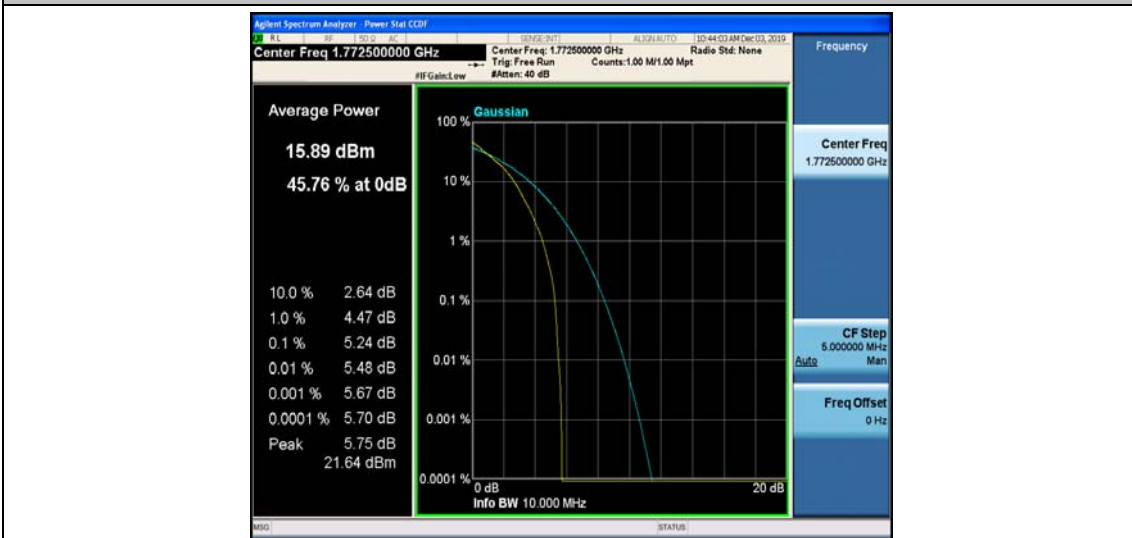 Agilent Spectrum Analyzer - Power Stat CCDF
RL RF 50 Ω AC SENSE:INT ALIGN AUTO 10:44:03 AM Dec 03, 2019
Center Freq 1.772500000 GHz
Center Freq: 1.772500000 GHz Radio Std: None
Trig: Free Run Counts:1.00 M/1.00 Mpt
#IFGain:Low #Atten: 40 dB
Frequency
Average Power
15.89 dBm
45.76 % at 0dB
10.0 % 2.64 dB
1.0 % 4.47 dB
0.1 % 5.24 dB
0.01 % 5.48 dB
0.001 % 5.67 dB
0.0001 % 5.70 dB
Peak 5.75 dB
21.64 dBm
Gaussian
100 %
10 %
1 %
0.1 %
0.01 %
0.001 %
0.0001 %
0 dB 20 dB
Info BW 10.000 MHz
Center Freq
1.772500000 GHz
CF Step
5.000000 MHz
Auto Man
Freq Offset
0 Hz
MSG STATUS